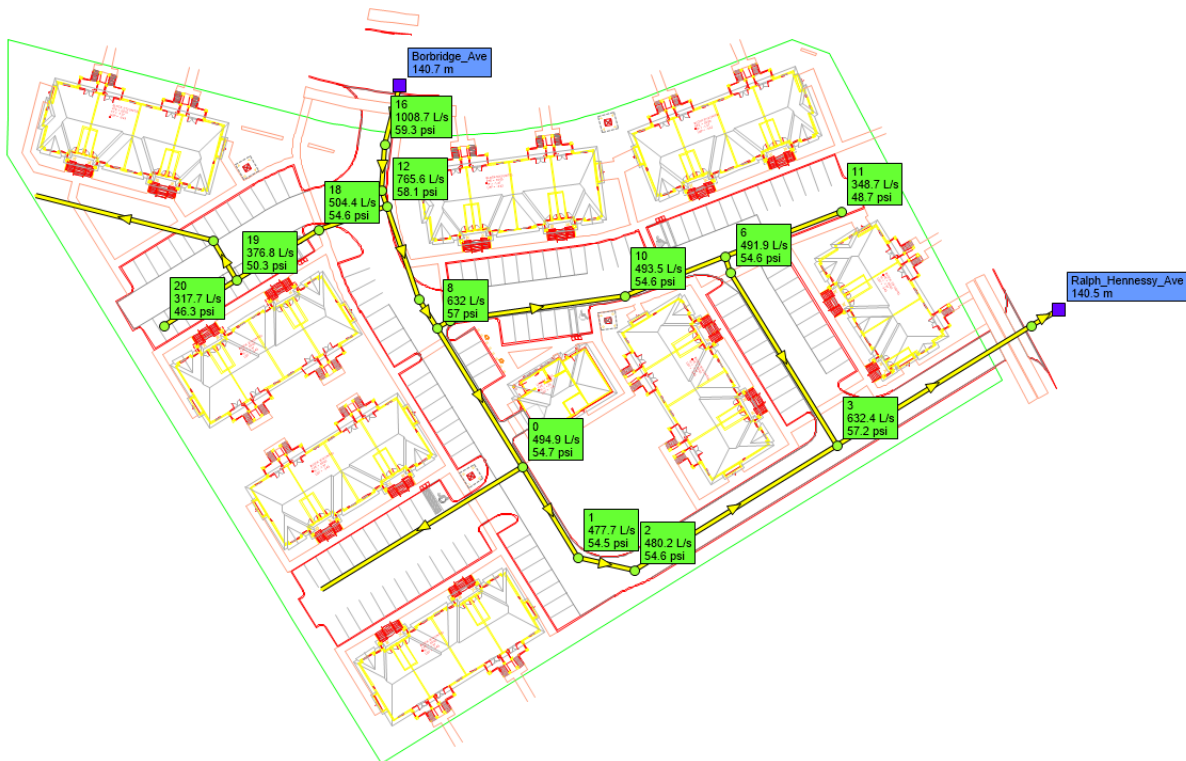 Borbridge_Ave
140.7 m
16
1008.7 L/s
59.3 psi
12
765.6 L/s
58.1 psi
18
504.4 L/s
54.6 psi
11
348.7 L/s
48.7 psi
19
376.8 L/s
50.3 psi
6
491.9 L/s
54.6 psi
10
493.5 L/s
54.6 psi
20
317.7 L/s
46.3 psi
8
632 L/s
57 psi
Ralph_Hennessy_Ave
140.5 m
3
632.4 L/s
57.2 psi
0
494.9 L/s
54.7 psi
1
477.7 L/s
54.5 psi
2
480.2 L/s
54.6 psi